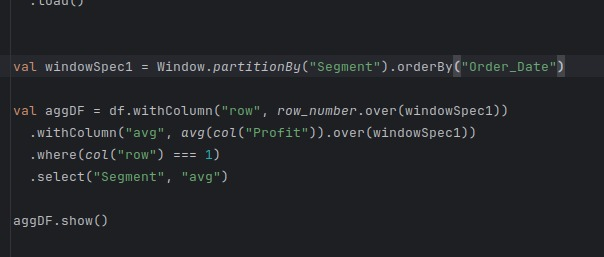 .load()
val windowSpec1 = Window.partitionBy("Segment").orderBy("Order_Date")
val aggDF = df.withColumn("row", row_number.over(windowSpec1))
.withColumn("avg", avg(col("Profit")).over(windowSpec1))
.where(col("row") === 1)
.select("Segment", "avg")
aggDF.show()